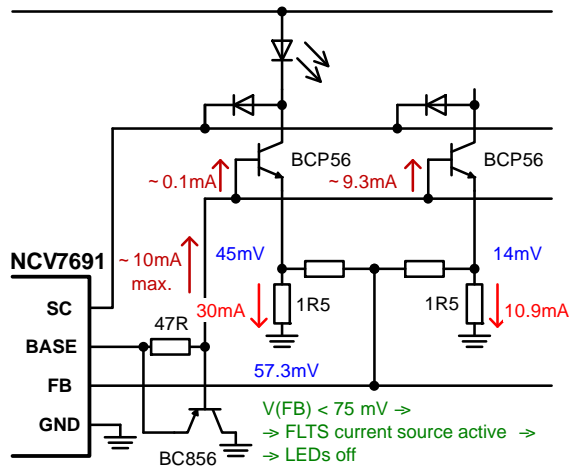 BCP56
BCP56
~ 0.1mA
~ 9.3mA
NCV7691
~ 10mA
max.
45mV
14mV
SC
30mA
1R5
1R5
10.9mA
47R
BASE
57.3mV
FB
V(FB) < 75 mV ->
-> FLTS current source active ->
-> LEDs off
GND
BC856